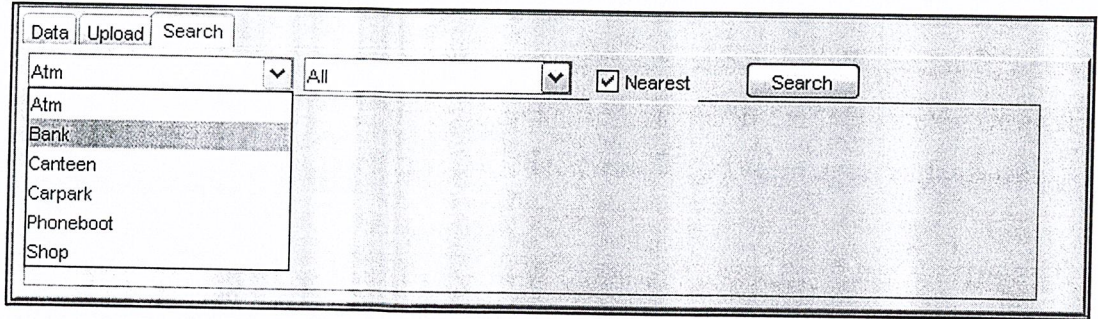 Data Upload Search
Atm All Nearest Search
Atm
Bank
Canteen
Carpark
Phoneboot
Shop